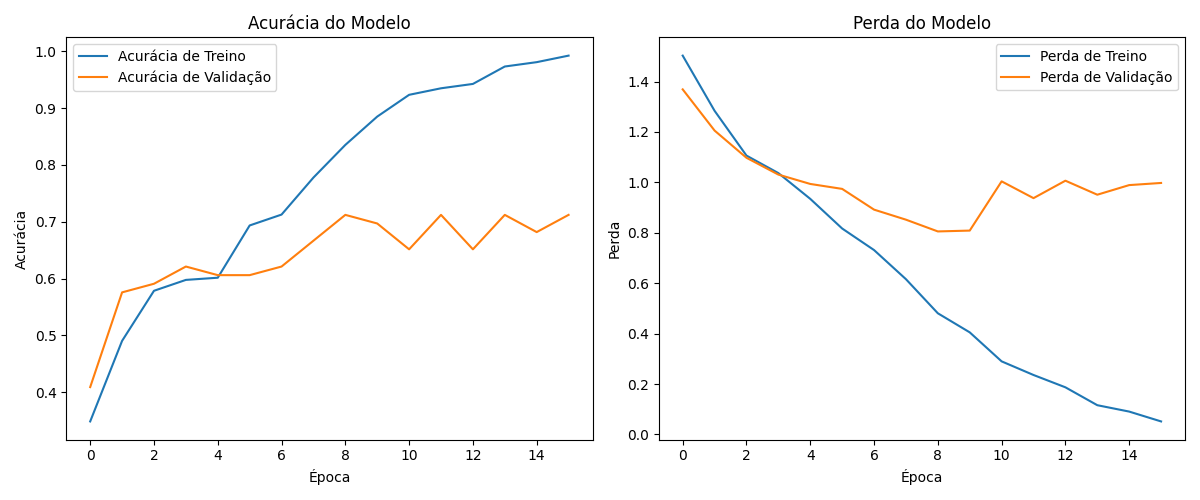 Acurácia do Modelo
Acurácia de Treino
Acurácia de Validação
1.0
0.9
0.8
0.7
0.6
0.5
0.4
Acurácia
0 2 4 6 8 10 12 14
Época
Perda do Modelo
Perda de Treino
Perda de Validação
1.4
1.2
1.0
0.8
0.6
0.4
0.2
0.0
Perda
0 2 4 6 8 10 12 14
Época